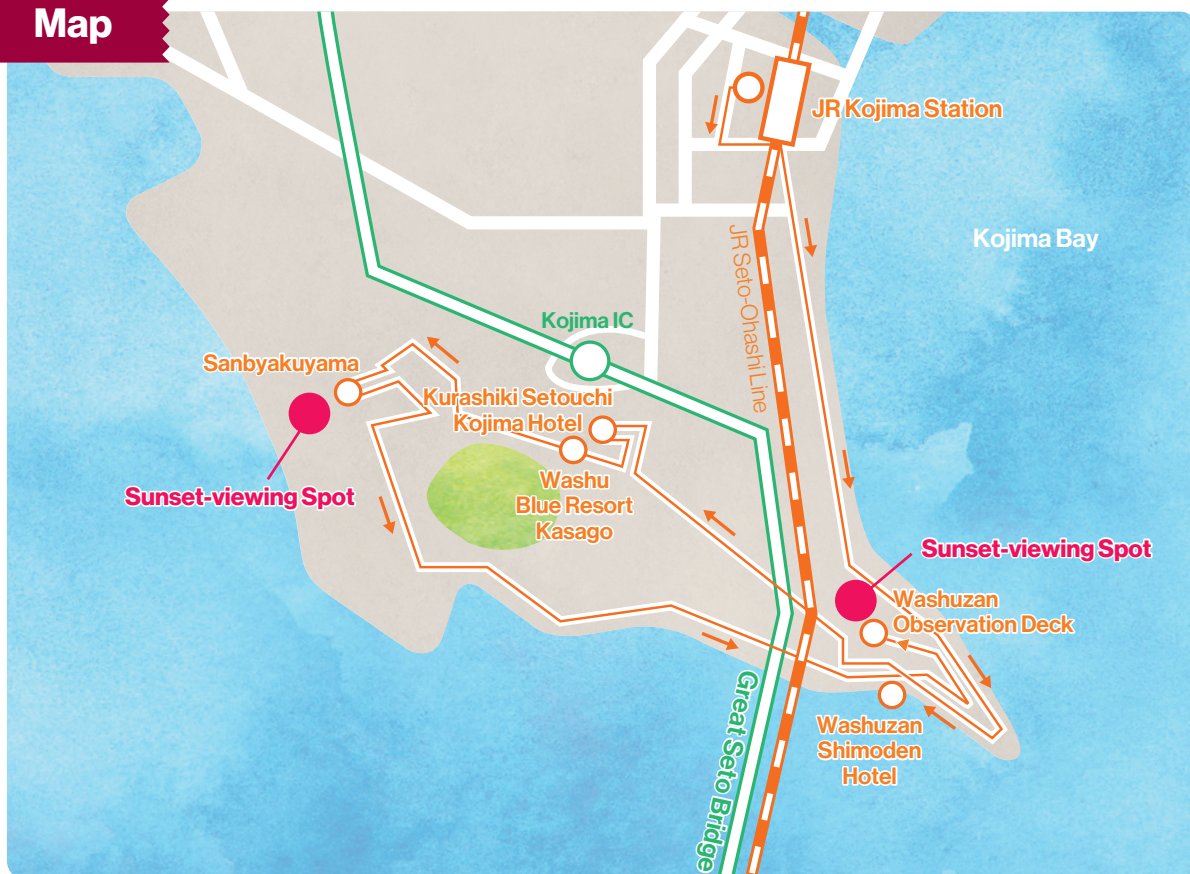 Map
JR Kojima Station
Kojima Bay
JR Seto-Ohashi Line
Kojima IC
Sanbyakuyama
Kurashiki Setouchi
Kojima Hotel
Washu
Blue Resort
Kasago
Sunset-viewing Spot
Sunset-viewing Spot
Washuzan
Observation Deck
Great Seto Bridge
Washuzan
Shimoden
Hotel